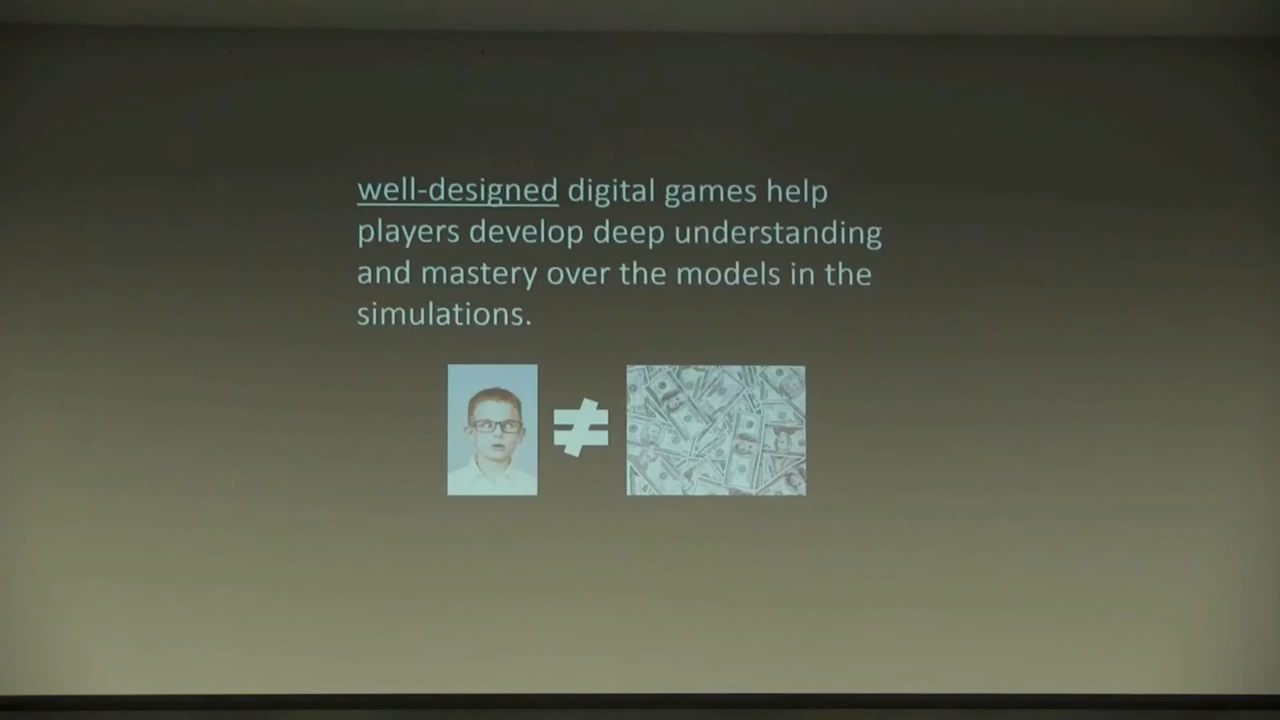 well-designed digital games help
players develop deep understanding
and mastery over the models in the
simulations.
≠